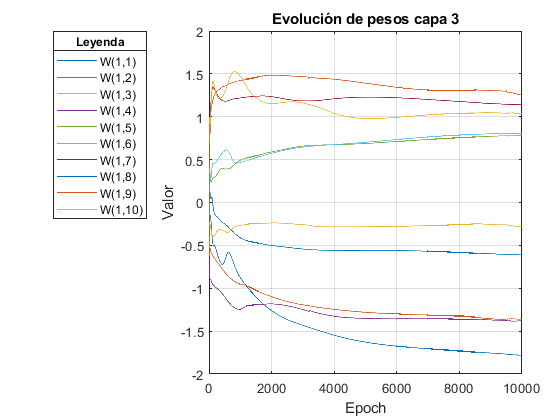 Evolución de pesos capa 3
Leyenda
W(1,1)
W(1,2)
W(1,3)
W(1,4)
W(1,5)
W(1,6)
W(1,7)
W(1,8)
W(1,9)
W(1,10)
Valor
2
1.5
1
0.5
0
-0.5
-1
-1.5
-2
0 2000 4000 6000 8000 10000
Epoch